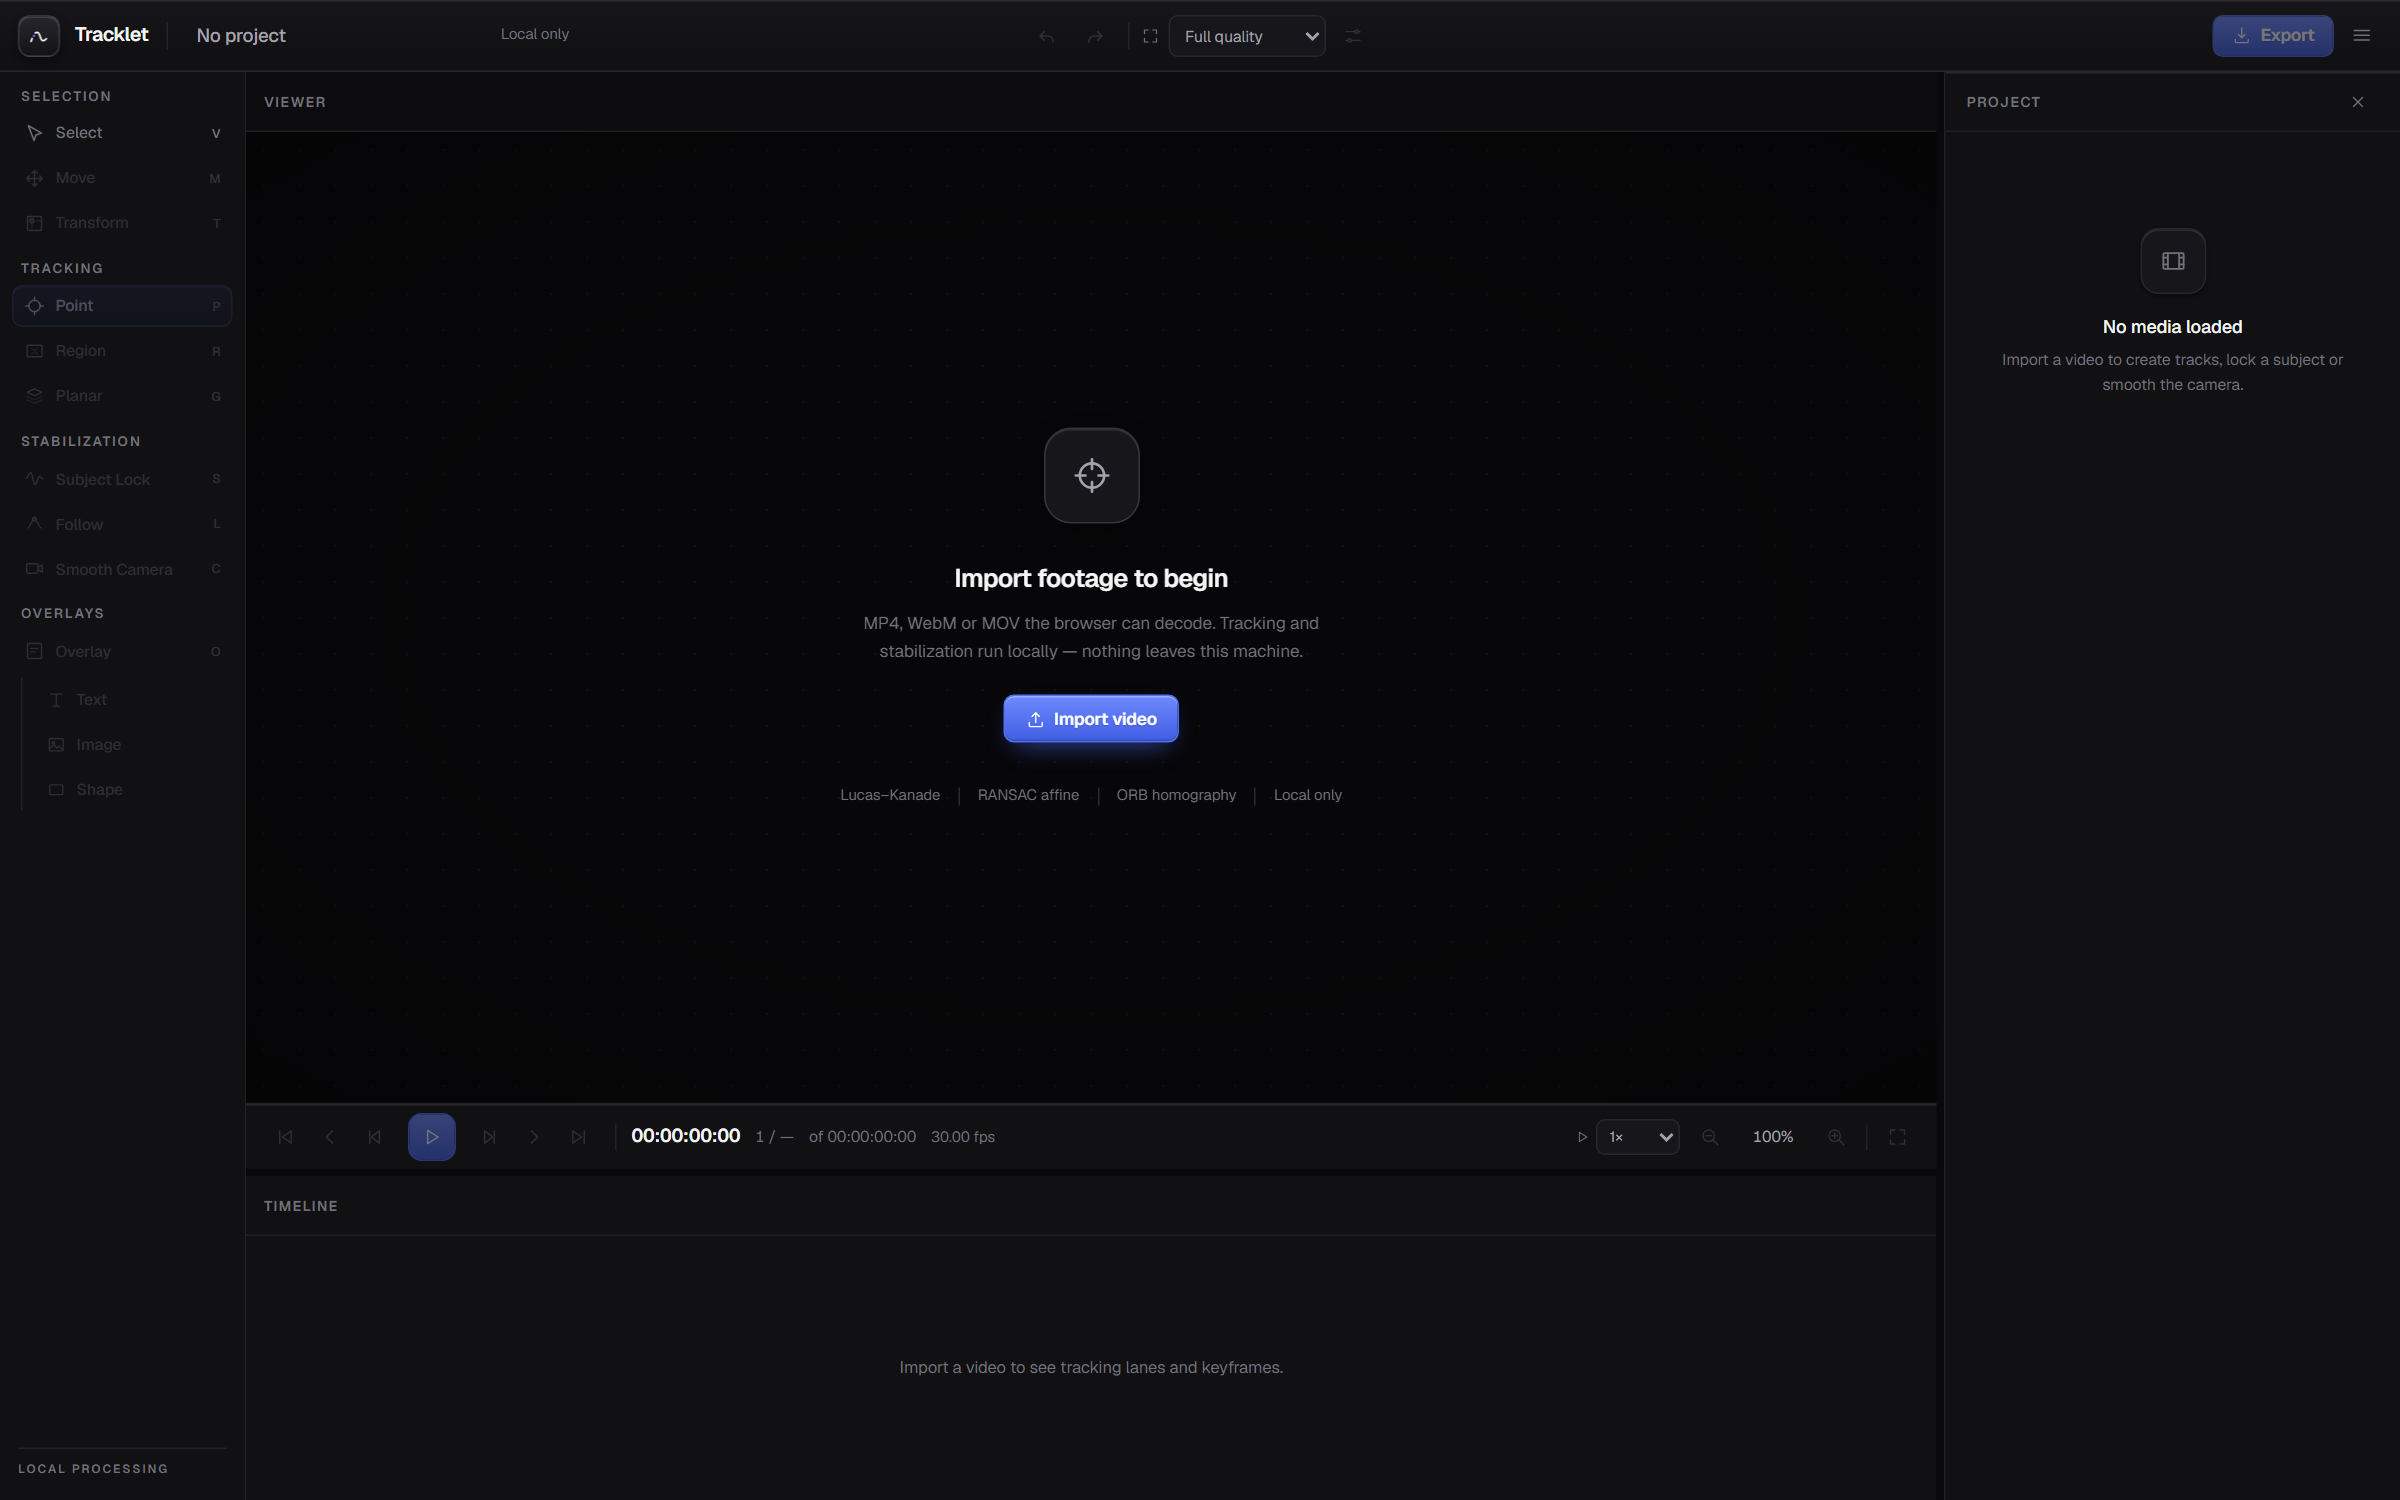 Tracklet
No project
Local only
Full quality
Export
SELECTION
Select V
Move M
Transform T
TRACKING
Point P
Region R
Planar G
STABILIZATION
Subject Lock S
Follow L
Smooth Camera C
OVERLAYS
Overlay O
Text
Image
Shape
LOCAL PROCESSING
VIEWER
Import footage to begin
MP4, WebM or MOV the browser can decode. Tracking and
stabilization run locally — nothing leaves this machine.
Import video
Lucas–Kanade RANSAC affine ORB homography Local only
00:00:00:00 1 / — of 00:00:00:00 30.00 fps
1× 100%
TIMELINE
Import a video to see tracking lanes and keyframes.
PROJECT
No media loaded
Import a video to create tracks, lock a subject or
smooth the camera.